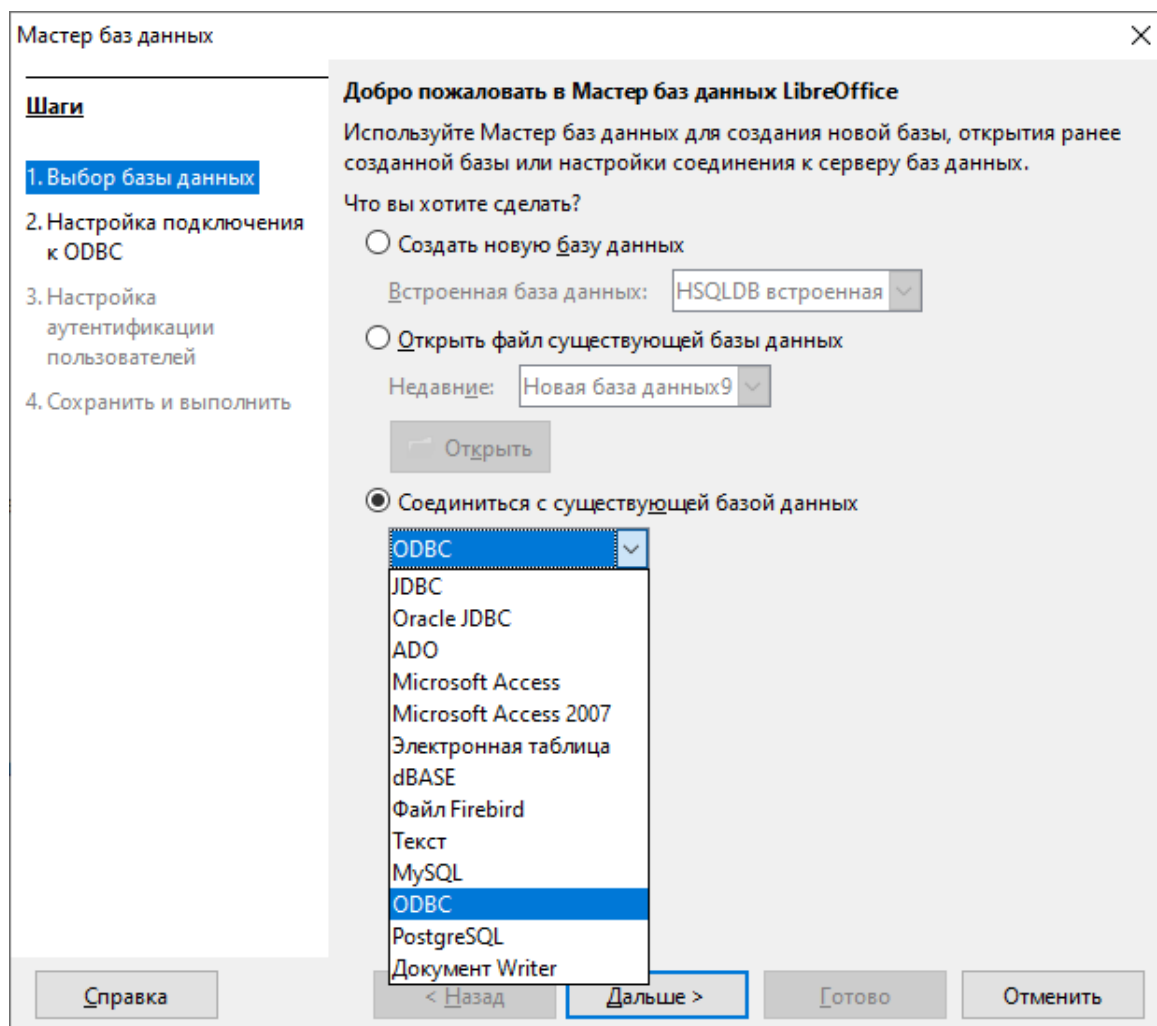 Мастер баз данных
Шаги
1. Выбор базы данных
2. Настройка подключения
к ODBC
3. Настройка
аутентификации
пользователей
4. Сохранить и выполнить
Добро пожаловать в Мастер баз данных LibreOffice
Используйте Мастер баз данных для создания новой базы, открытия ранее
созданной базы или настройки соединения к серверу баз данных.
Что вы хотите сделать?
Создать новую базу данных
Встроенная база данных: HSQLDB встроенная
Открыть файл существующей базы данных
Недавние: Новая база данных9
Открыть
Соединиться с существующей базой данных
ODBC
JDBC
Oracle JDBC
ADO
Microsoft Access
Microsoft Access 2007
Электронная таблица
dBASE
Файл Firebird
Текст
MySQL
ODBC
PostgreSQL
Документ Writer
Справка < Назад Дальше > Готово Отменить